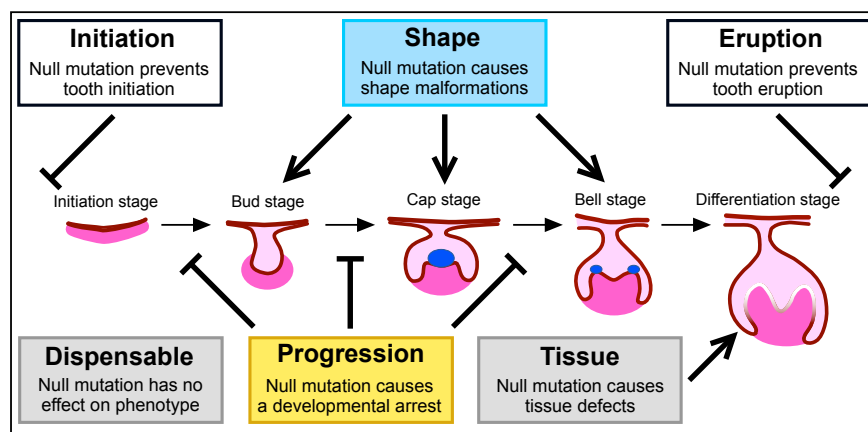 Initiation
Null mutation prevents
tooth initiation
Shape
Null mutation causes
shape malformations
Eruption
Null mutation prevents
tooth eruption
Initiation stage
Bud stage
Cap stage
Bell stage
Differentiation stage
Dispensable
Null mutation has no
effect on phenotype
Progression
Null mutation causes
a developmental arrest
Tissue
Null mutation causes
tissue defects